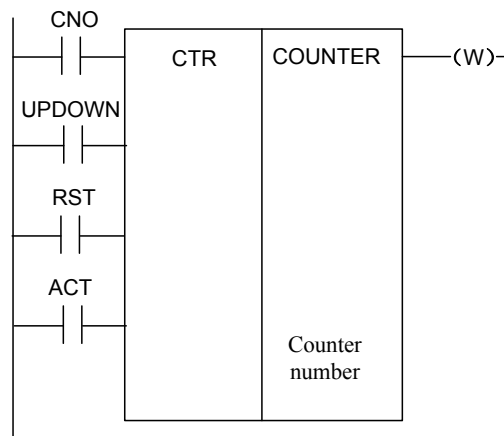 CNO
CTR
COUNTER
(W)
UPDOWN
RST
ACT
Counter
number